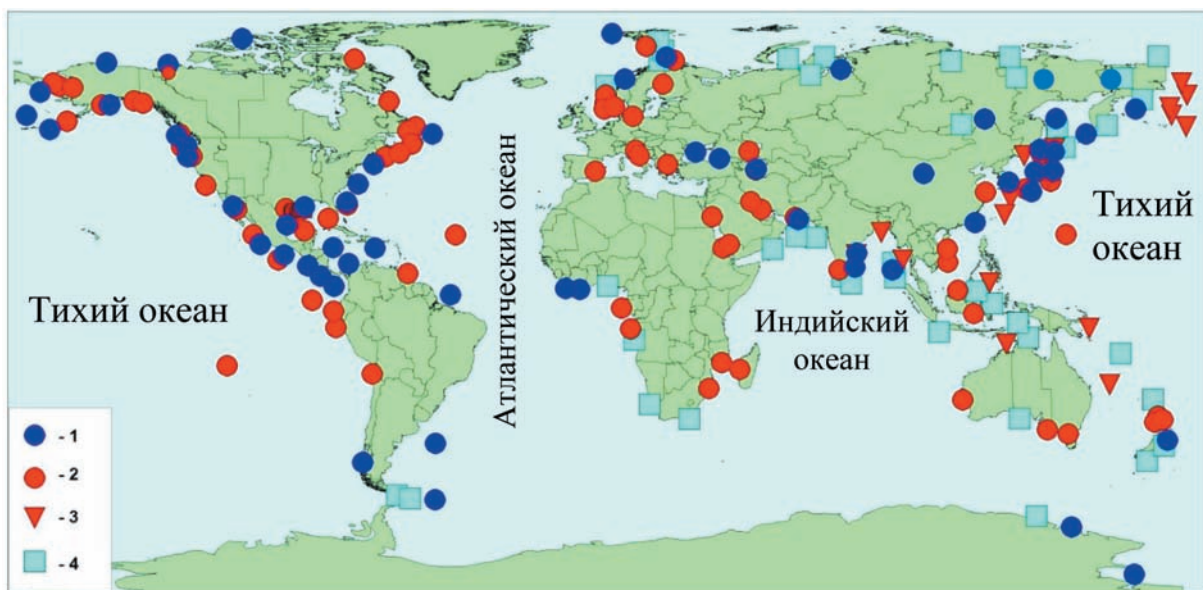 Тихий океан
Атлантический океан
Индийский
океан
Тихий
океан
- 1
- 2
- 3
- 4